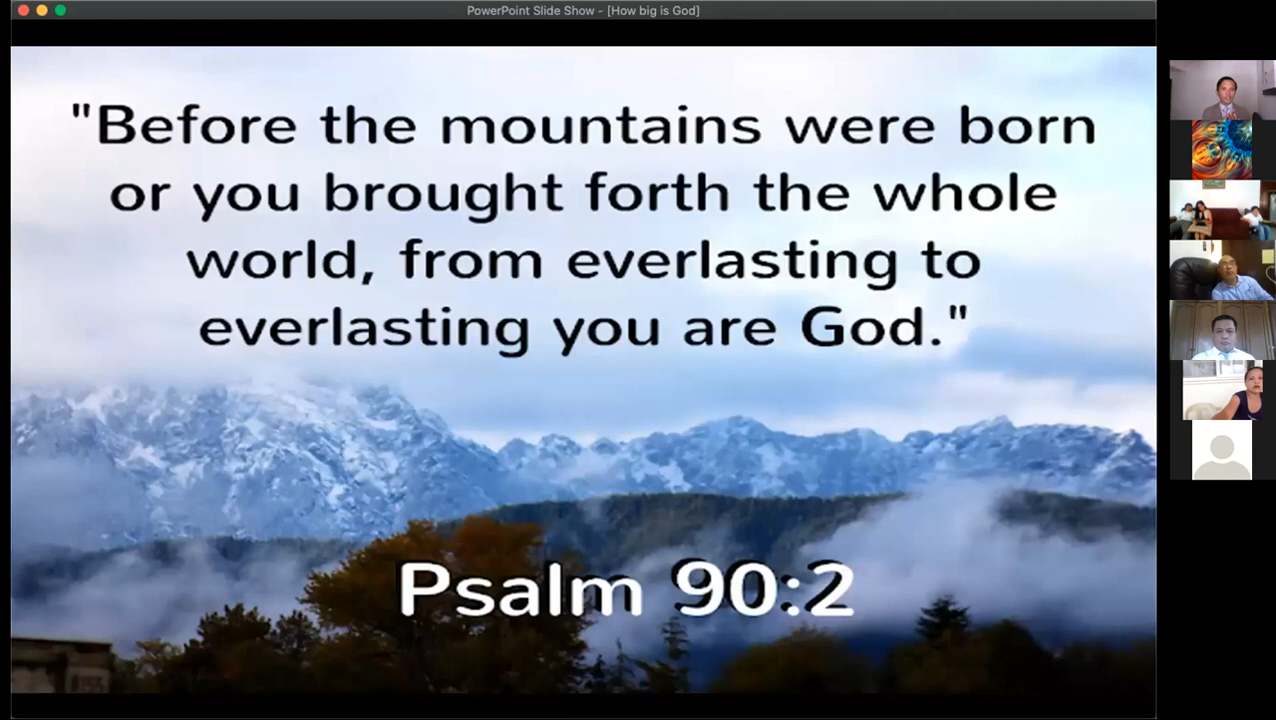 PowerPoint Slide Show - [How big is God]
"Before the mountains were born
or you brought forth the whole
world, from everlasting to
everlasting you are God."
Psalm 90:2